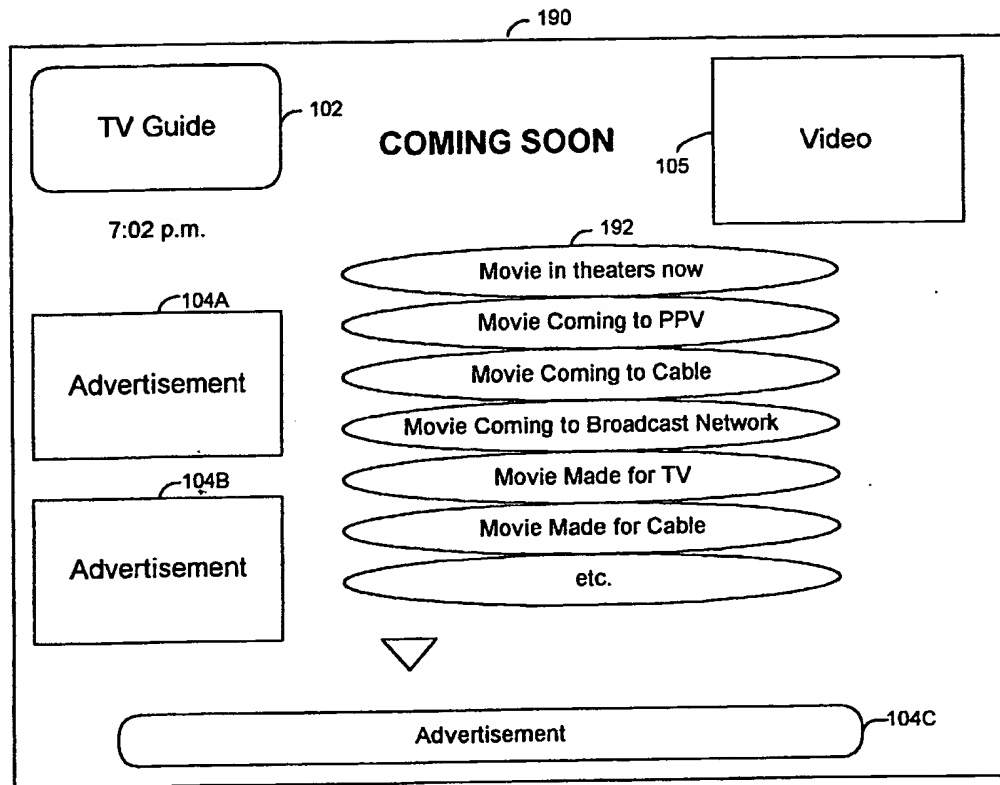 190
TV Guide
102
COMING SOON
105
Video
7:02 p.m.
192
Movie in theaters now
Movie Coming to PPV
Movie Coming to Cable
Movie Coming to Broadcast Network
Movie Made for TV
Movie Made for Cable
etc.
104A
Advertisement
104B
Advertisement
Advertisement
104C